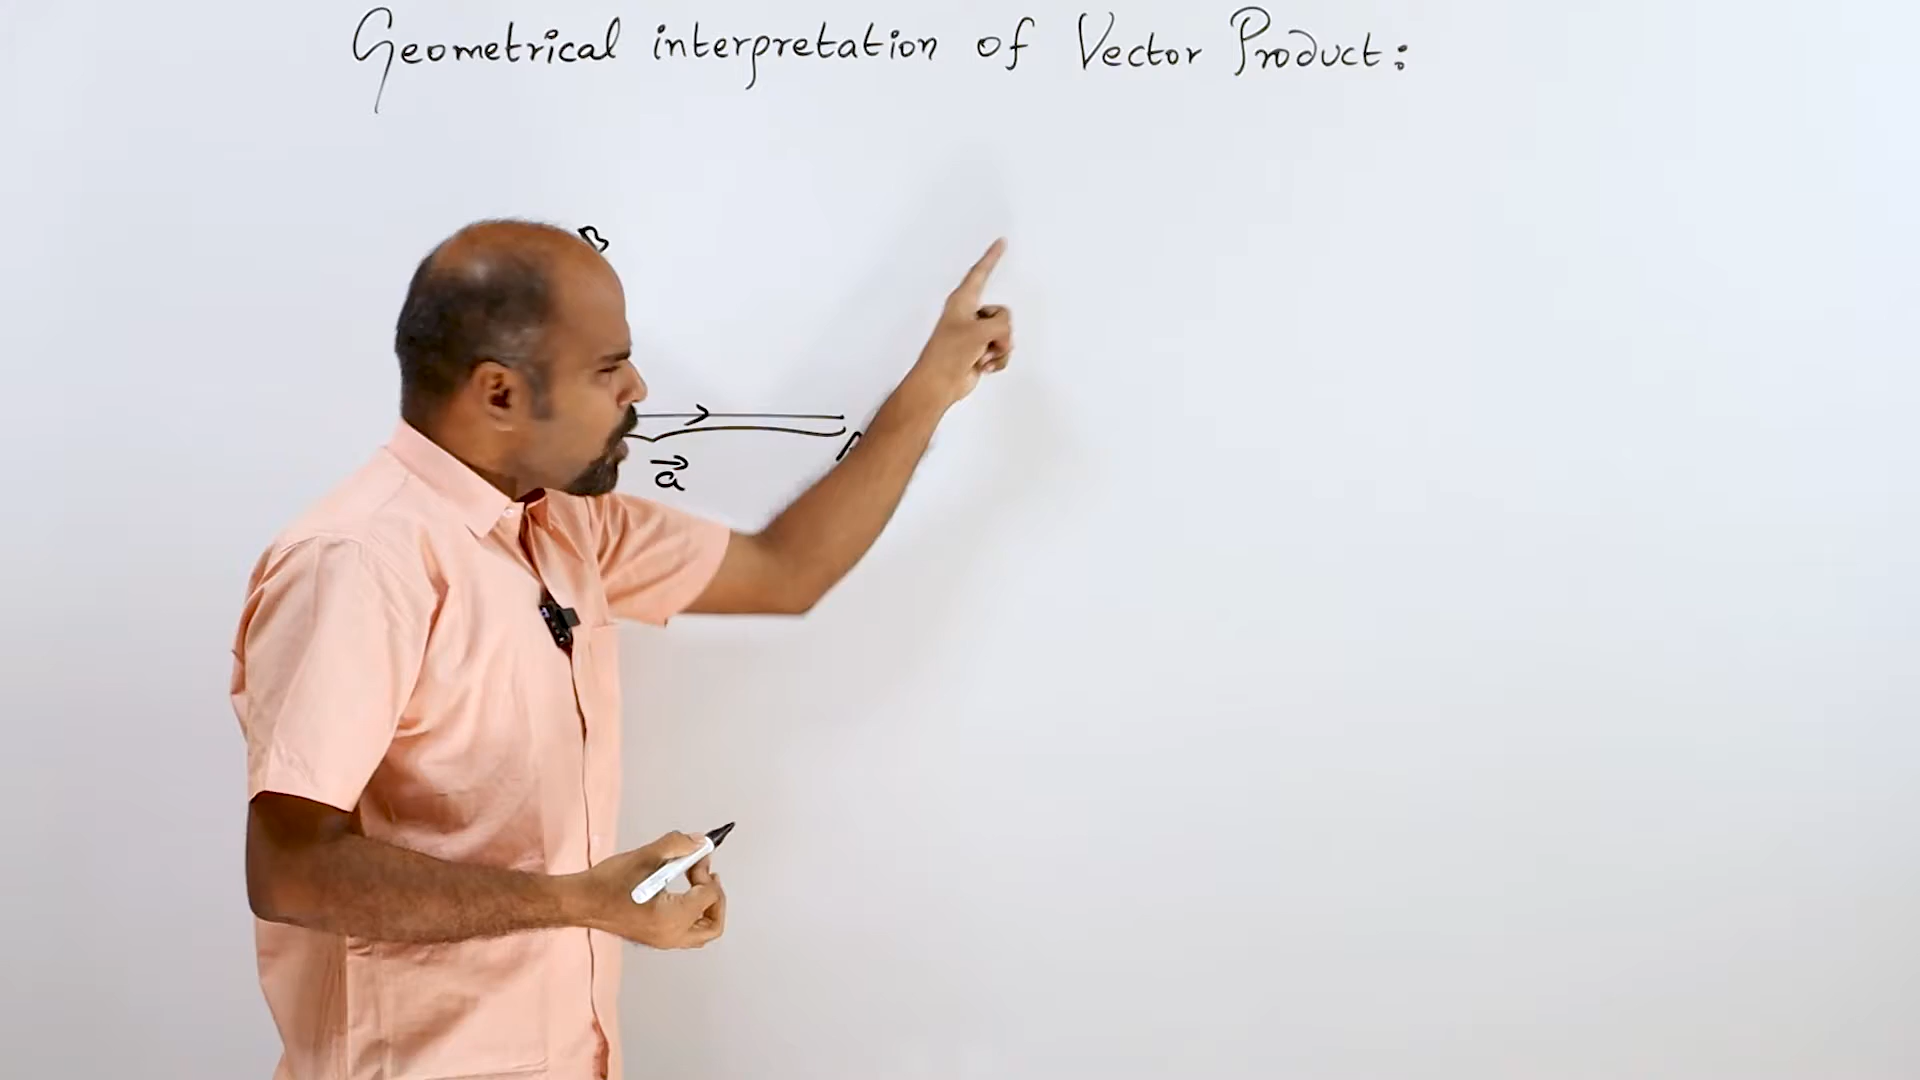 Geometrical interpretation of Vector Product:
B
A
a⃗